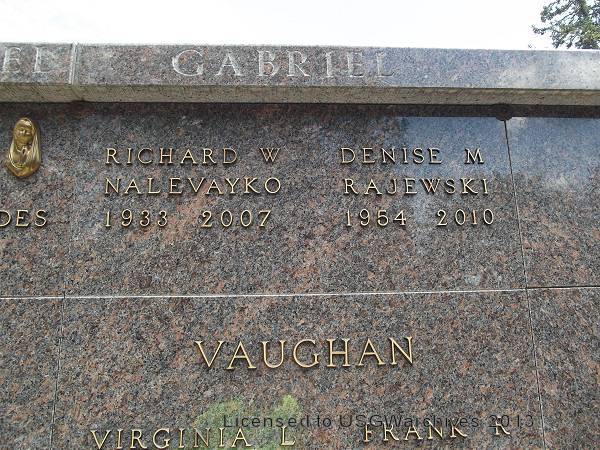 GABRIEL
RICHARD W
NALEVAYKO
1933 2007
DENISE M
RAJEWSKI
1954 2010
DES
VAUGHAN
Licensed to USGWarchives 2013
VIRGINIA L
FRANK R